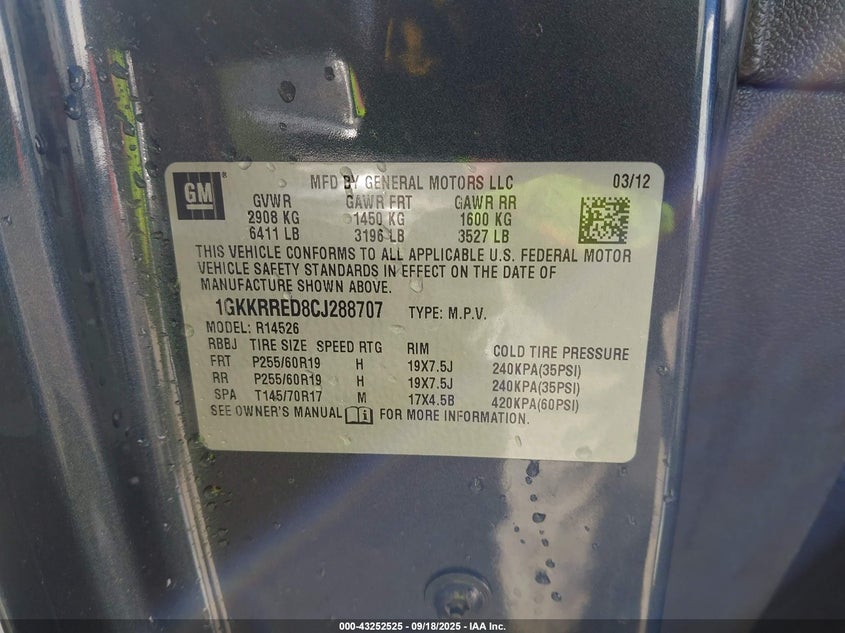 GM ®
MFD BY GENERAL MOTORS LLC 03/12
GVWR GAWR FRT GAWR RR
2908 KG 1450 KG 1600 KG
6411 LB 3196 LB 3527 LB
THIS VEHICLE CONFORMS TO ALL APPLICABLE U.S. FEDERAL MOTOR
VEHICLE SAFETY STANDARDS IN EFFECT ON THE DATE OF
MANUFACTURE SHOWN ABOVE.
1GKKRRED8CJ288707 TYPE: M.P.V.
MODEL: R14526
RBBJ TIRE SIZE SPEED RTG RIM COLD TIRE PRESSURE
FRT P255/60R19 H 19X7.5J 240KPA(35PSI)
RR P255/60R19 H 19X7.5J 240KPA(35PSI)
SPA T145/70R17 M 17X4.5B 420KPA(60PSI)
SEE OWNER'S MANUAL i FOR MORE INFORMATION.
000-43252525 - 09/18/2025 - IAA Inc.